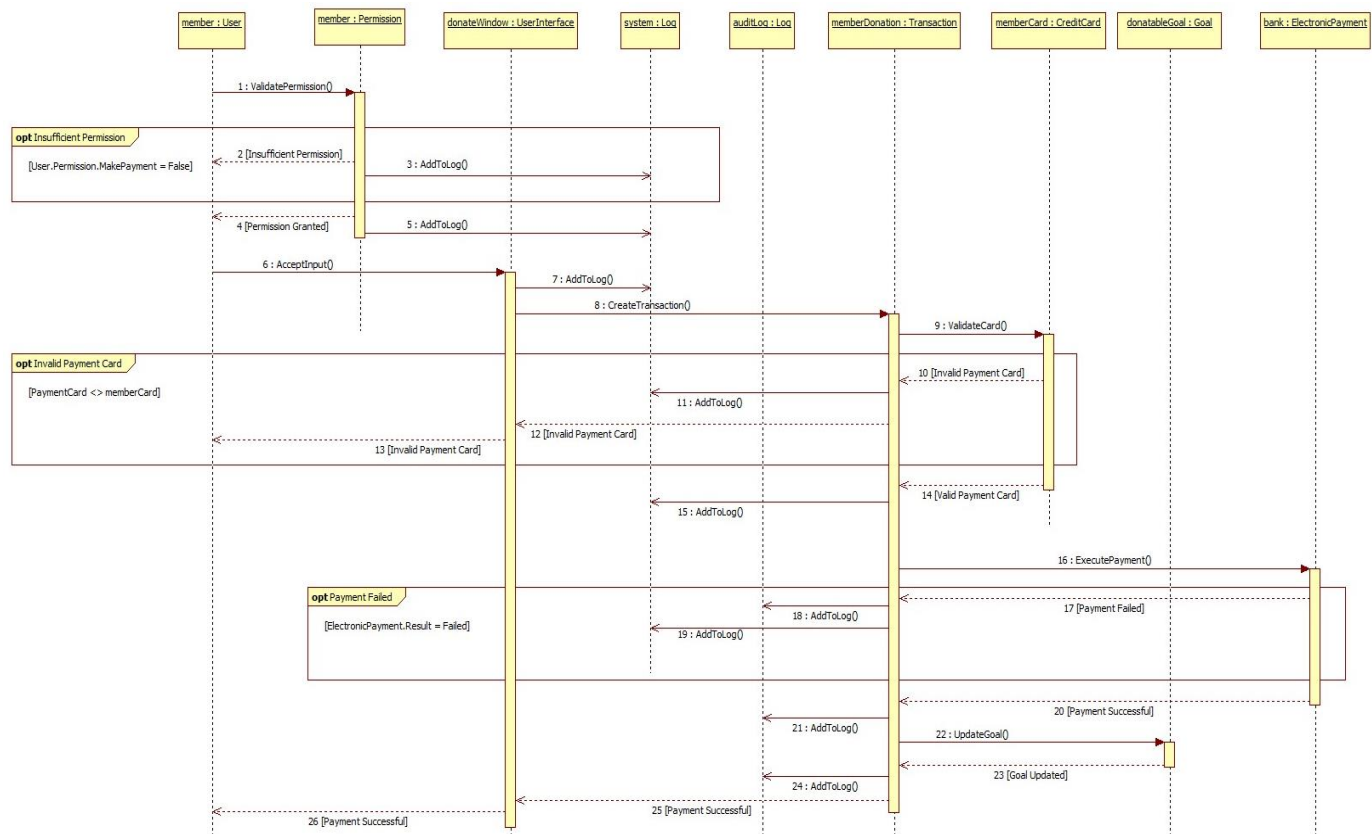 member : User
member : Permission
donateWindow : UserInterface
system : Log
auditLog : Log
memberDonation : Transaction
memberCard : CreditCard
donatableGoal : Goal
bank : ElectronicPayment
1 : ValidatePermission()
opt Insufficient Permission
[User.Permission.MakePayment = False]
2 [Insufficient Permission]
3 : AddToLog()
4 [Permission Granted]
5 : AddToLog()
6 : AcceptInput()
7 : AddToLog()
8 : CreateTransaction()
9 : ValidateCard()
opt Invalid Payment Card
[PaymentCard <> memberCard]
10 [Invalid Payment Card]
11 : AddToLog()
12 [Invalid Payment Card]
13 [Invalid Payment Card]
14 [Valid Payment Card]
15 : AddToLog()
16 : ExecutePayment()
opt Payment Failed
[ElectronicPayment.Result = Failed]
17 [Payment Failed]
18 : AddToLog()
19 : AddToLog()
20 [Payment Successful]
21 : AddToLog()
22 : UpdateGoal()
23 [Goal Updated]
24 : AddToLog()
25 [Payment Successful]
26 [Payment Successful]